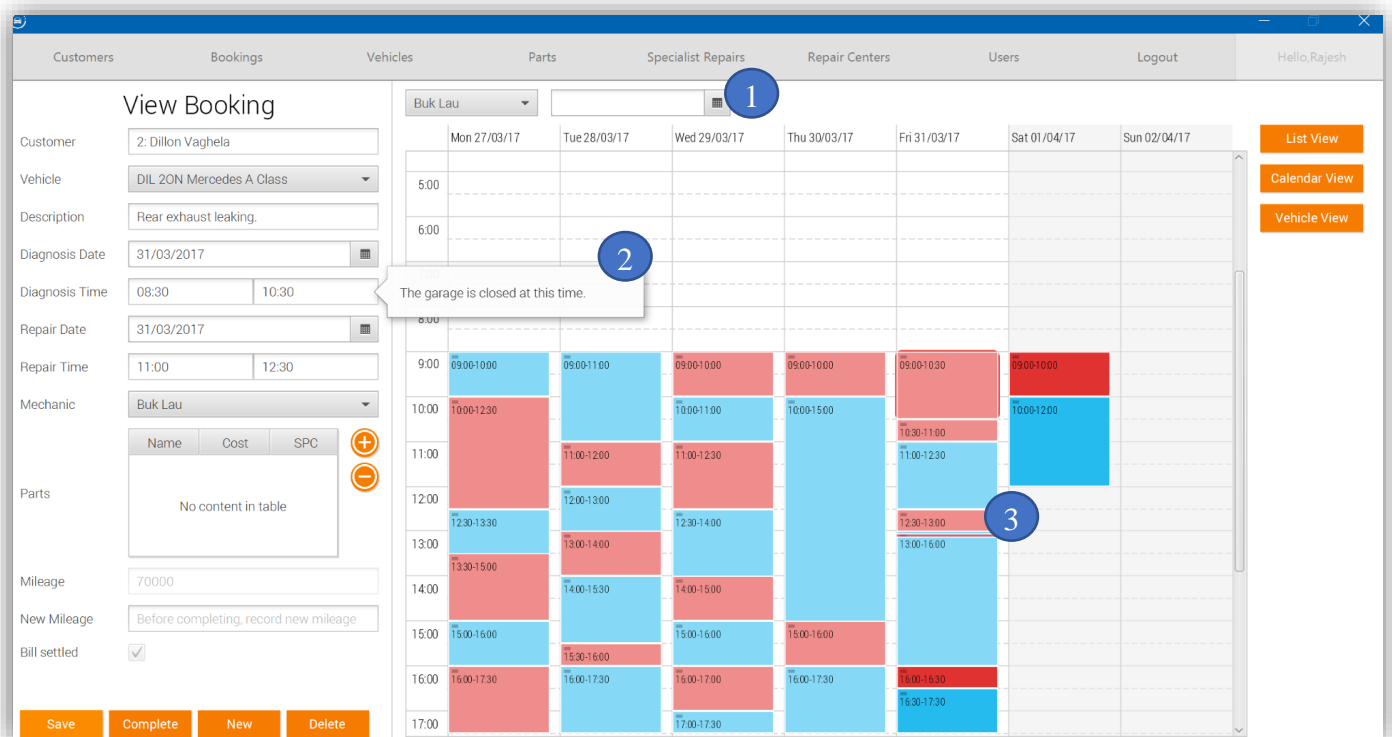 Customers Bookings Vehicles Parts Specialist Repairs Repair Centers Users Logout Hello,Rajesh
View Booking
Customer 2: Dillon Vaghela
Vehicle DIL 2ON Mercedes A Class
Description Rear exhaust leaking.
Diagnosis Date 31/03/2017
Diagnosis Time 08:30 10:30
The garage is closed at this time.
Repair Date 31/03/2017
Repair Time 11:00 12:30
Mechanic Buk Lau
Parts
Name Cost SPC
No content in table
Mileage 70000
New Mileage Before completing, record new mileage
Bill settled
Save Complete New Delete
Buk Lau
1
2
3
Mon 27/03/17 Tue 28/03/17 Wed 29/03/17 Thu 30/03/17 Fri 31/03/17 Sat 01/04/17 Sun 02/04/17
5:00
6:00
8:00
9:00 09:00-10:00 09:00-11:00 09:00-10:00 09:00-10:00 09:00-10:30 09:00-10:00
10:00 10:00-12:30 10:00-11:00 10:00-15:00 10:00-12:00
10:30-11:00
11:00 11:00-12:00 11:00-12:30 11:00-12:30
12:00 12:00-13:00
12:30-13:30 12:30-14:00 12:30-13:00
13:00 13:00-14:00 13:00-16:00
13:30-15:00
14:00 14:00-15:30 14:00-15:00
15:00 15:00-16:00 15:00-16:00 15:00-16:00
15:30-16:00
16:00 16:00-17:30 16:00-17:30 16:00-17:00 16:00-17:30 16:00-16:30
16:30-17:30
17:00 17:00-17:30
List View
Calendar View
Vehicle View